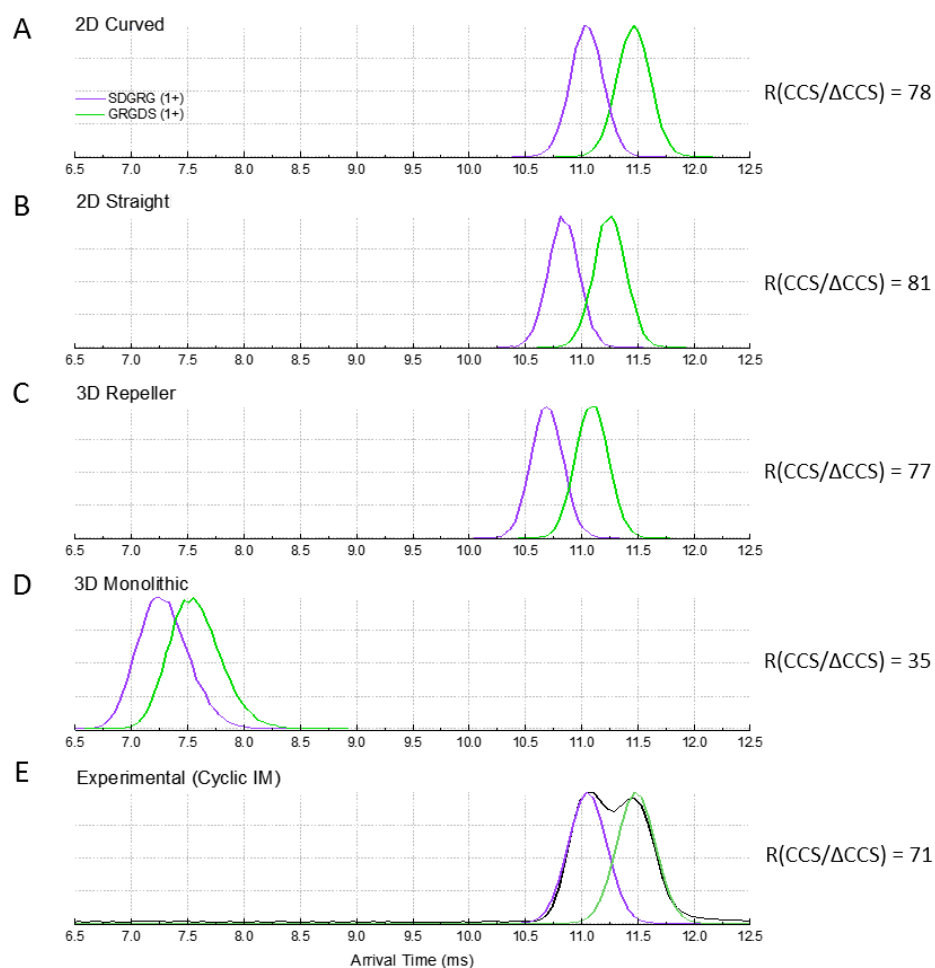 A
2D Curved
SDGRG (1+)
GRGDS (1+)
R(CCS/ΔCCS) = 78
6.5 7.0 7.5 8.0 8.5 9.0 9.5 10.0 10.5 11.0 11.5 12.0 12.5
B
2D Straight
R(CCS/ΔCCS) = 81
6.5 7.0 7.5 8.0 8.5 9.0 9.5 10.0 10.5 11.0 11.5 12.0 12.5
C
3D Repeller
R(CCS/ΔCCS) = 77
6.5 7.0 7.5 8.0 8.5 9.0 9.5 10.0 10.5 11.0 11.5 12.0 12.5
D
3D Monolithic
R(CCS/ΔCCS) = 35
6.5 7.0 7.5 8.0 8.5 9.0 9.5 10.0 10.5 11.0 11.5 12.0 12.5
E
Experimental (Cyclic IM)
R(CCS/ΔCCS) = 71
6.5 7.0 7.5 8.0 8.5 9.0 9.5 10.0 10.5 11.0 11.5 12.0 12.5
Arrival Time (ms)